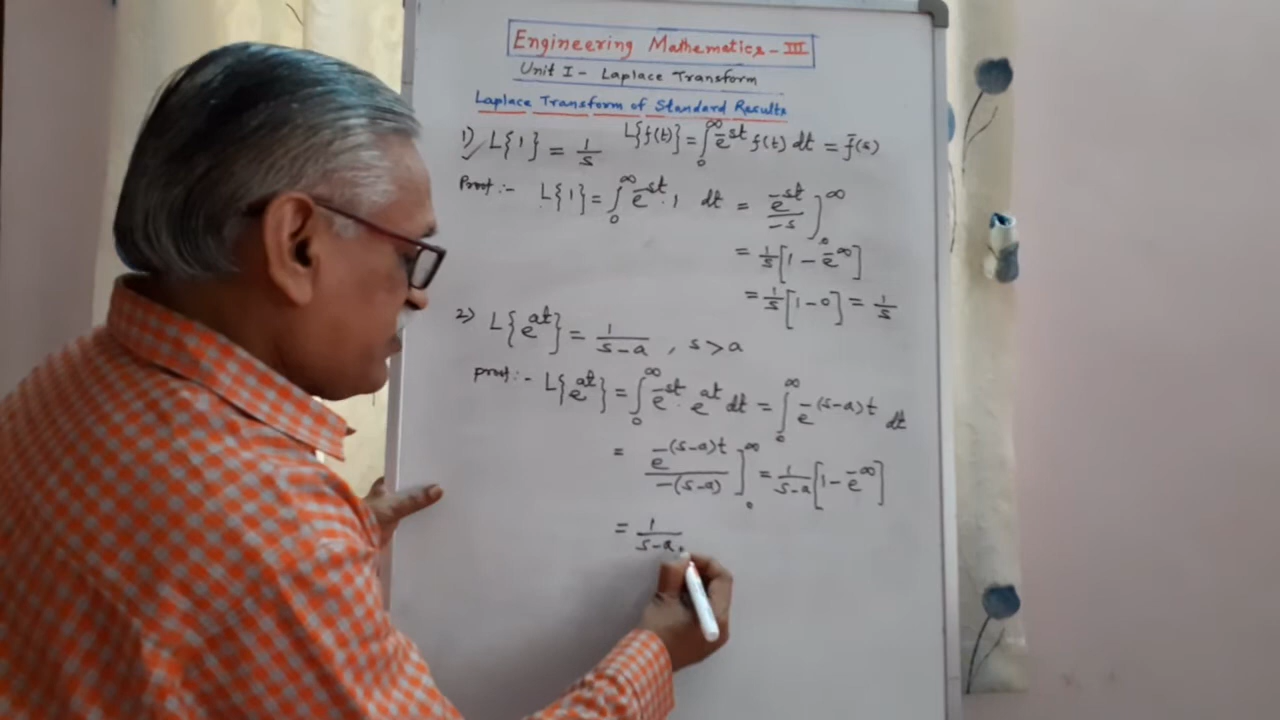 Engineering Mathematics - III
Unit I - Laplace Transform
Laplace Transform of Standard Results
1) L{1} = 1/s   L{f(t)} = ∫₀^∞ e^-st f(t) dt = f̄(s)
Proof :- L{1} = ∫₀^∞ e^-st . 1 dt = e^-st/-s ]₀^∞
= 1/s [1 - e^-∞]
= 1/s [1-0] = 1/s
2) L{e^at} = 1/(s-a) , s > a
proof :- L{e^at} = ∫₀^∞ e^-st . e^at dt = ∫₀^∞ e^-(s-a)t dt
= e^-(s-a)t/-(s-a) ]₀^∞ = 1/(s-a) [1 - e^-∞]
= 1/(s-a)